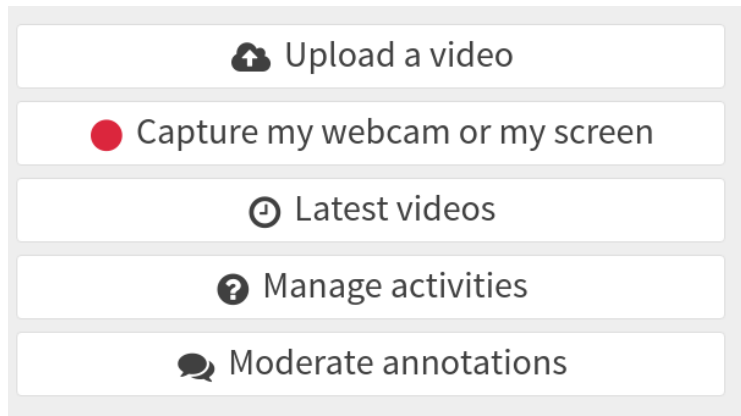 Upload a video
Capture my webcam or my screen
Latest videos
Manage activities
Moderate annotations